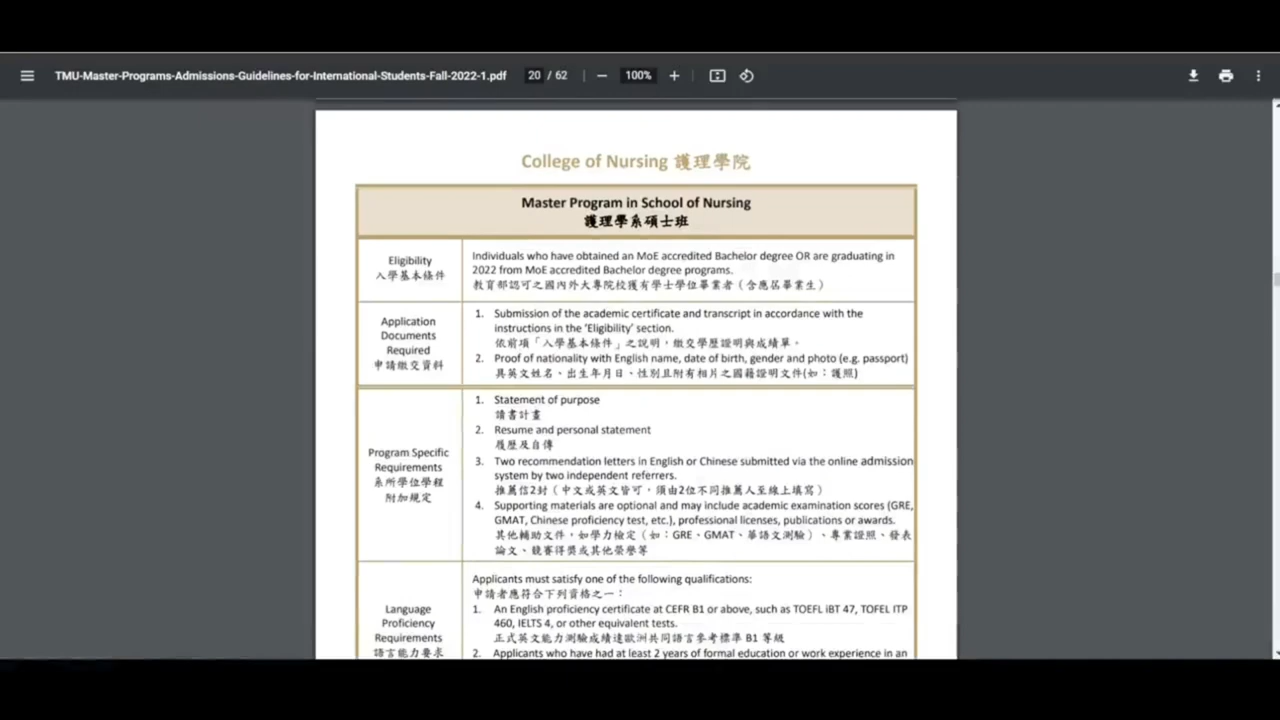 TMU-Master-Programs-Admissions-Guidelines-for-International-Students-Fall-2022-1.pdf
20 / 62
100%
College of Nursing 護理學院
Master Program in School of Nursing
護理學系碩士班
Eligibility
入學基本條件
Individuals who have obtained an MoE accredited Bachelor degree OR are graduating in
2022 from MoE accredited Bachelor degree programs.
教育部認可之國內外大專院校獲有學士學位畢業者（含應屆畢業生）
Application
Documents
Required
申請繳交資料
1. Submission of the academic certificate and transcript in accordance with the
instructions in the ‘Eligibility’ section.
依前項「入學基本條件」之說明，繳交學歷證明與成績單。
2. Proof of nationality with English name, date of birth, gender and photo (e.g. passport)
具英文姓名、出生年月日、性別且附有相片之國籍證明文件(如：護照)
Program Specific
Requirements
系所學位學程
附加規定
1. Statement of purpose
讀書計畫
2. Resume and personal statement
履歷及自傳
3. Two recommendation letters in English or Chinese submitted via the online admission
system by two independent referrers.
推薦信2封（中文或英文皆可，須由2位不同推薦人至線上填寫）
4. Supporting materials are optional and may include academic examination scores (GRE,
GMAT, Chinese proficiency test, etc.), professional licenses, publications or awards.
其他輔助文件，如學力檢定（如：GRE、GMAT、華語文測驗）、專業證照、發表
論文、競賽得獎或其他榮譽等
Language
Proficiency
Requirements
語言能力要求
Applicants must satisfy one of the following qualifications:
申請者應符合下列資格之一：
1. An English proficiency certificate at CEFR B1 or above, such as TOEFL iBT 47, TOFEL ITP
460, IELTS 4, or other equivalent tests.
正式英文能力測驗成績達歐洲共同語言參考標準 B1 等級
2. Applicants who have had at least 2 years of formal education or work experience in an